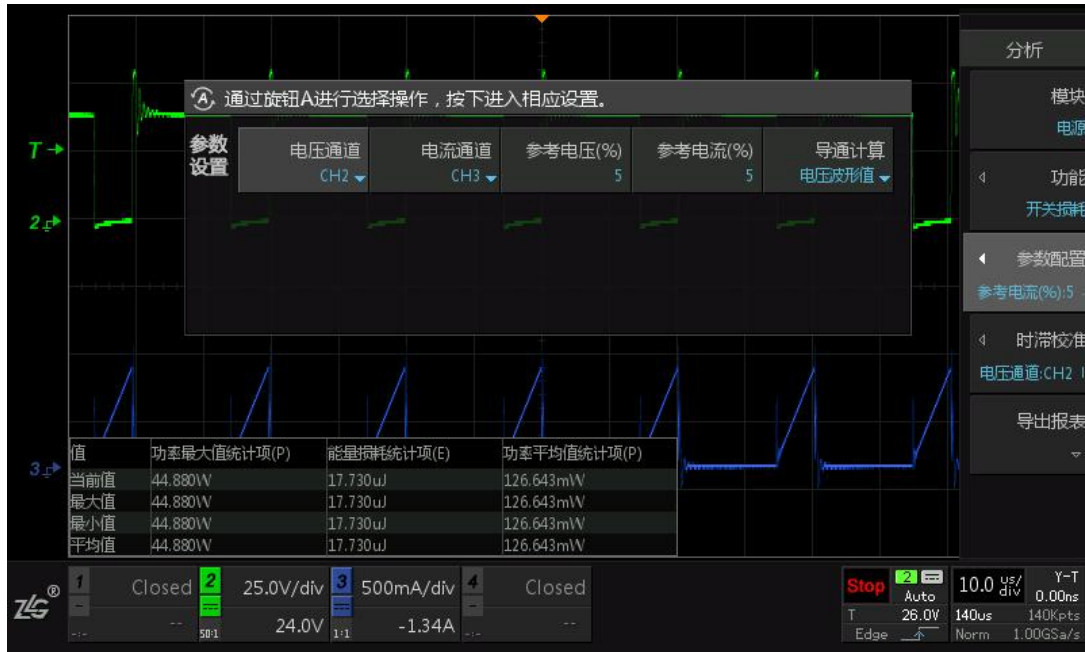 分析
通过旋钮A进行选择操作，按下进入相应设置。
参数设置
电压通道
CH2
电流通道
CH3
参考电压(%)
5
参考电流(%)
5
导通计算
电压波形值
模块
电源
功能
开关损耗
参数配置
参考电流(%):5
时滞校准
电压通道:CH2
导出报表
T
2
3
值 功率最大值统计项(P) 能量损耗统计项(E) 功率平均值统计项(P)
当前值 44.880W 17.730uJ 126.643mW
最大值 44.880W 17.730uJ 126.643mW
最小值 44.880W 17.730uJ 126.643mW
平均值 44.880W 17.730uJ 126.643mW
ZLG®
1 Closed
--
-:-
2 25.0V/div
24.0V
50:1
3 500mA/div
-1.34A
1:1
4 Closed
--
-:-
Stop 2 Auto
T 26.0V
Edge
10.0 us/div Y-T
0.00ns
140us 140Kpts
Norm 1.00GSa/s